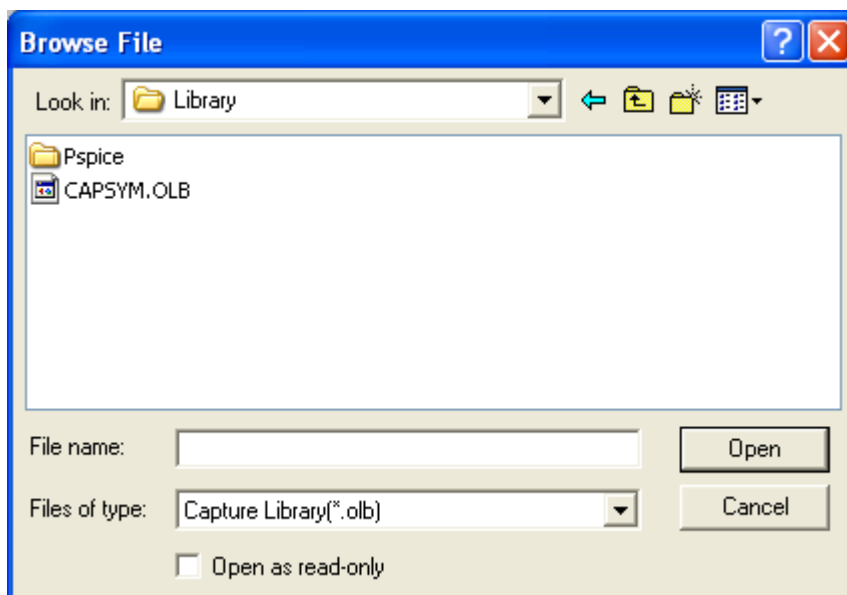 Browse File
Look in: Library
Pspice
CAPSYM.OLB
File name: Open
Files of type: Capture Library(*.olb) Cancel
Open as read-only